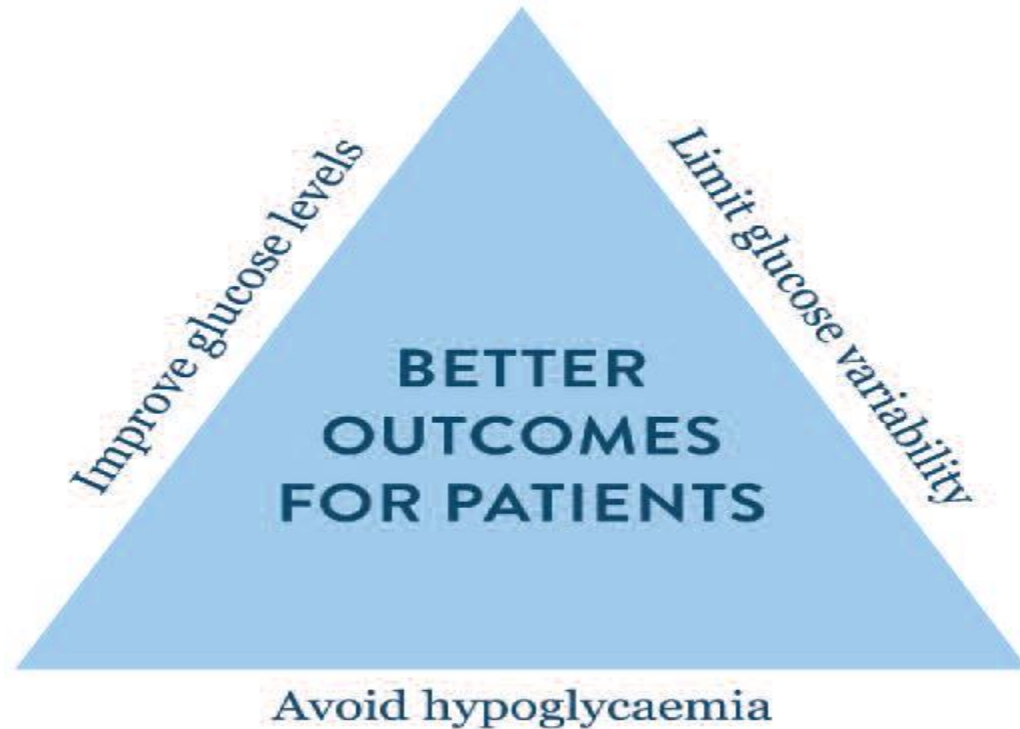 Improve glucose levels
Limit glucose variability
BETTER
OUTCOMES
FOR PATIENTS
Avoid hypoglycaemia